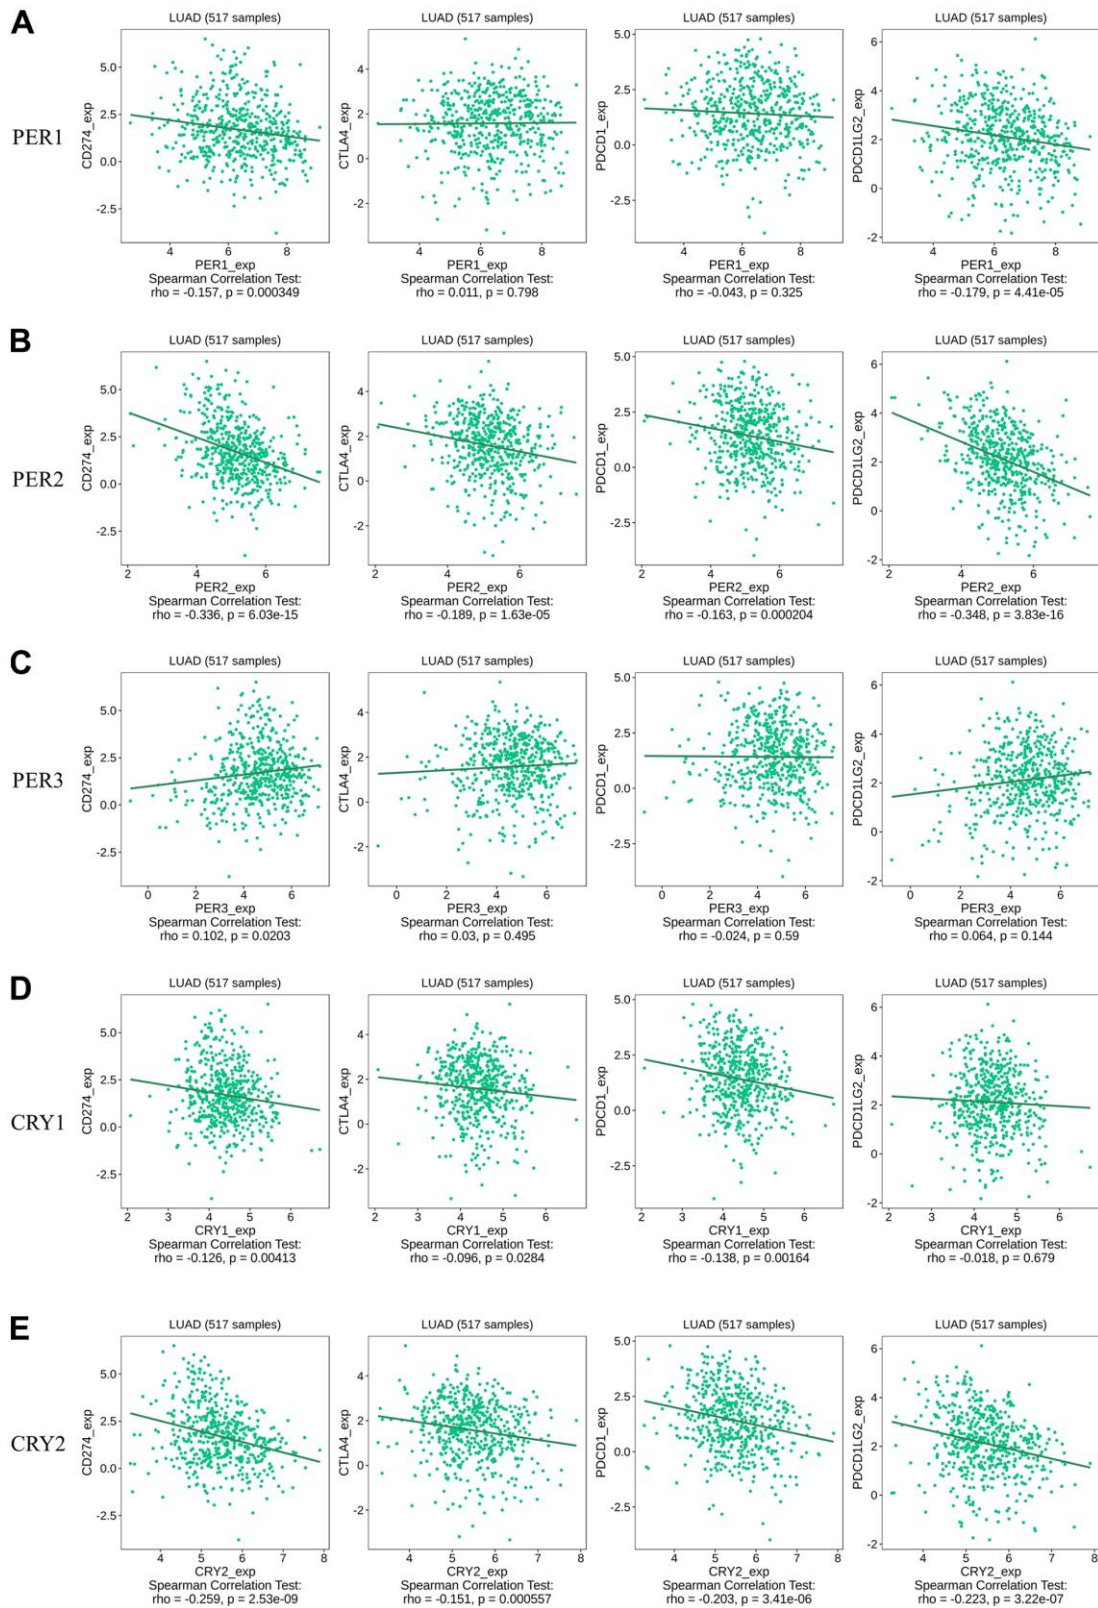 A
PER1
LUAD (517 samples)
CD274_exp
5.0
2.5
0.0
-2.5
4
6
8
PER1_exp
Spearman Correlation Test:
rho = -0.157, p = 0.000349
LUAD (517 samples)
CTLA4_exp
4
2
0
-2
4
6
8
PER1_exp
Spearman Correlation Test:
rho = 0.011, p = 0.798
LUAD (517 samples)
PDCD1_exp
5.0
2.5
0.0
-2.5
4
6
8
PER1_exp
Spearman Correlation Test:
rho = -0.043, p = 0.325
LUAD (517 samples)
PDCD1LG2_exp
6
4
2
0
-2
4
6
8
PER1_exp
Spearman Correlation Test:
rho = -0.179, p = 4.41e-05
B
PER2
LUAD (517 samples)
CD274_exp
5.0
2.5
0.0
-2.5
2
4
6
PER2_exp
Spearman Correlation Test:
rho = -0.336, p = 6.03e-15
LUAD (517 samples)
CTLA4_exp
4
2
0
-2
2
4
6
PER2_exp
Spearman Correlation Test:
rho = -0.189, p = 1.63e-05
LUAD (517 samples)
PDCD1_exp
5.0
2.5
0.0
-2.5
2
4
6
PER2_exp
Spearman Correlation Test:
rho = -0.163, p = 0.000204
LUAD (517 samples)
PDCD1LG2_exp
6
4
2
0
-2
2
4
6
PER2_exp
Spearman Correlation Test:
rho = -0.348, p = 3.83e-16
C
PER3
LUAD (517 samples)
CD274_exp
5.0
2.5
0.0
-2.5
0
2
4
6
PER3_exp
Spearman Correlation Test:
rho = 0.102, p = 0.0203
LUAD (517 samples)
CTLA4_exp
4
2
0
-2
0
2
4
6
PER3_exp
Spearman Correlation Test:
rho = 0.03, p = 0.495
LUAD (517 samples)
PDCD1_exp
5.0
2.5
0.0
-2.5
0
2
4
6
PER3_exp
Spearman Correlation Test:
rho = -0.024, p = 0.59
LUAD (517 samples)
PDCD1LG2_exp
6
4
2
0
-2
0
2
4
6
PER3_exp
Spearman Correlation Test:
rho = 0.064, p = 0.144
D
CRY1
LUAD (517 samples)
CD274_exp
5.0
2.5
0.0
-2.5
2
3
4
5
6
CRY1_exp
Spearman Correlation Test:
rho = -0.126, p = 0.00413
LUAD (517 samples)
CTLA4_exp
4
2
0
-2
2
3
4
5
6
CRY1_exp
Spearman Correlation Test:
rho = -0.096, p = 0.0284
LUAD (517 samples)
PDCD1_exp
5.0
2.5
0.0
-2.5
2
3
4
5
6
CRY1_exp
Spearman Correlation Test:
rho = -0.138, p = 0.00164
LUAD (517 samples)
PDCD1LG2_exp
6
4
2
0
-2
2
3
4
5
6
CRY1_exp
Spearman Correlation Test:
rho = -0.018, p = 0.679
E
CRY2
LUAD (517 samples)
CD274_exp
5.0
2.5
0.0
-2.5
4
5
6
7
8
CRY2_exp
Spearman Correlation Test:
rho = -0.259, p = 2.53e-09
LUAD (517 samples)
CTLA4_exp
4
2
0
-2
4
5
6
7
8
CRY2_exp
Spearman Correlation Test:
rho = -0.151, p = 0.000557
LUAD (517 samples)
PDCD1_exp
5.0
2.5
0.0
-2.5
4
5
6
7
8
CRY2_exp
Spearman Correlation Test:
rho = -0.203, p = 3.41e-06
LUAD (517 samples)
PDCD1LG2_exp
6
4
2
0
-2
4
5
6
7
8
CRY2_exp
Spearman Correlation Test:
rho = -0.223, p = 3.22e-07